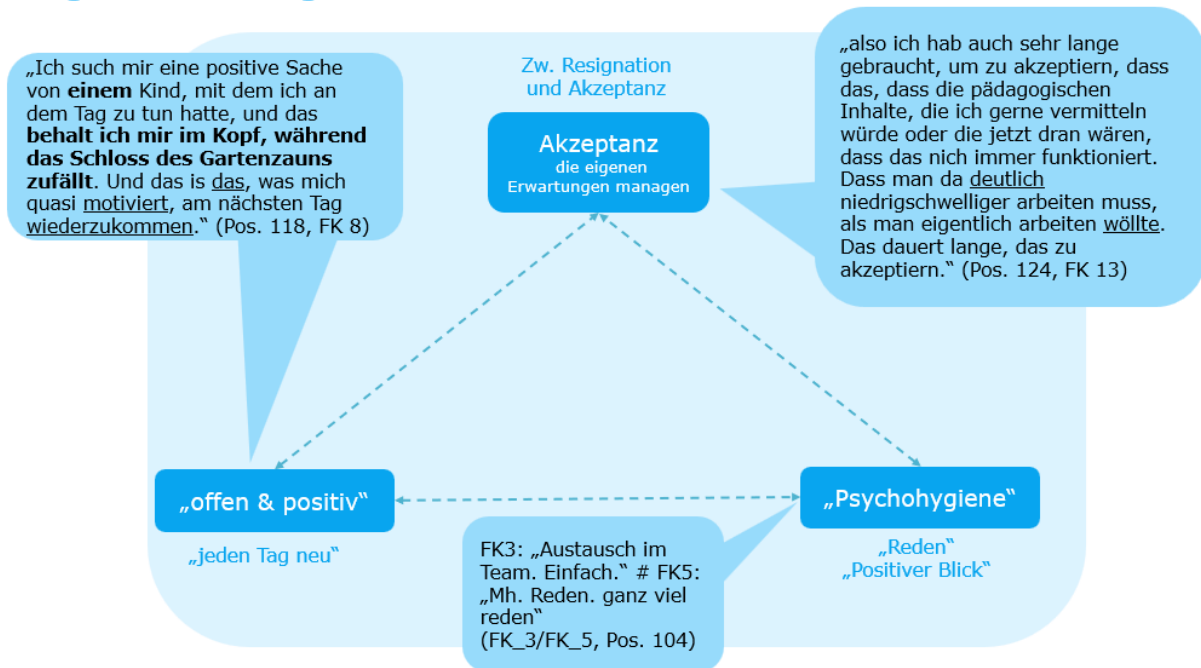 „Ich such mir eine positive Sache
von einem Kind, mit dem ich an
dem Tag zu tun hatte, und das
behalt ich mir im Kopf, während
das Schloss des Gartenzauns
zufällt. Und das is das, was mich
quasi motiviert, am nächsten Tag
wiederzukommen.“ (Pos. 118, FK 8)
Zw. Resignation
und Akzeptanz
Akzeptanz
die eigenen
Erwartungen managen
„also ich hab auch sehr lange
gebraucht, um zu akzeptieren, dass
das, dass die pädagogischen
Inhalte, die ich gerne vermitteln
würde oder die jetzt dran wären,
dass das nich immer funktioniert.
Dass man da deutlich
niedrigschwelliger arbeiten muss,
als man eigentlich arbeiten wöllte.
Das dauert lange, das zu
akzeptiern.“ (Pos. 124, FK 13)
„offen & positiv“
„jeden Tag neu“
„Psychohygiene“
„Reden“
„Positiver Blick“
FK3: „Austausch im
Team. Einfach.“ # FK5:
„Mh. Reden. ganz viel
reden“
(FK_3/FK_5, Pos. 104)